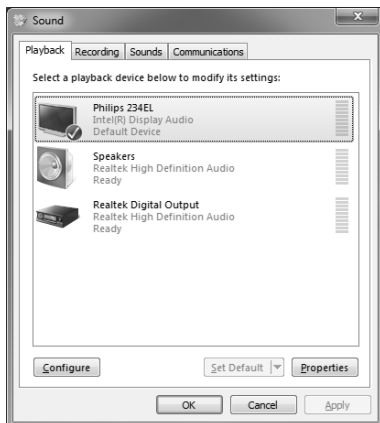 Sound
Playback Recording Sounds Communications
Select a playback device below to modify its settings:
Philips 234EL
Intel(R) Display Audio
Default Device
Speakers
Realtek High Definition Audio
Ready
Realtek Digital Output
Realtek High Definition Audio
Ready
Configure Set Default Properties
OK Cancel Apply